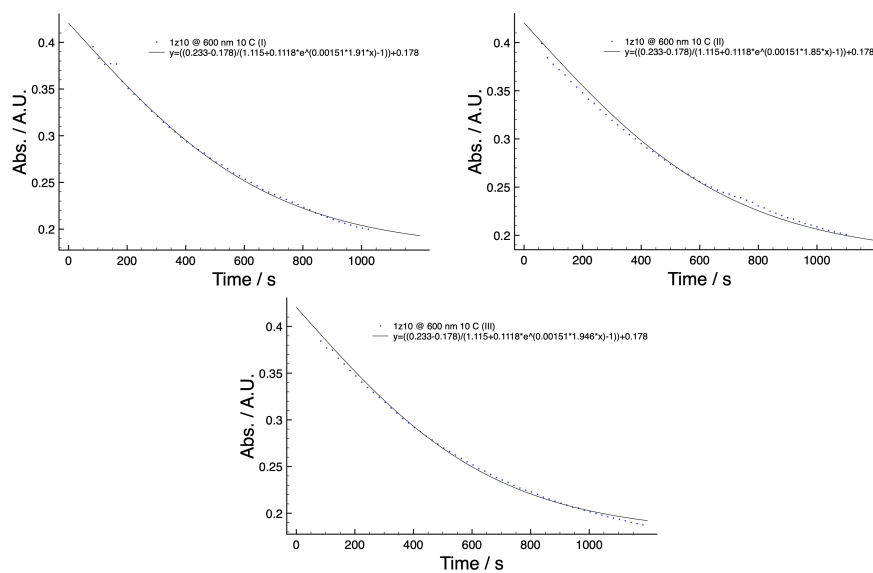 1z10 @ 600 nm 10 C (I)
y=((0.233-0.178)/(1.115+0.1118*e^(0.00151*1.91*x)-1))+0.178
0.4
0.35
0.3
0.25
0.2
Abs. / A.U.
0 200 400 600 800 1000
Time / s
1z10 @ 600 nm 10 C (II)
y=((0.233-0.178)/(1.115+0.1118*e^(0.00151*1.85*x)-1))+0.178
0.4
0.35
0.3
0.25
0.2
Abs. / A.U.
0 200 400 600 800 1000
Time / s
1z10 @ 600 nm 10 C (III)
y=((0.233-0.178)/(1.115+0.1118*e^(0.00151*1.946*x)-1))+0.178
0.4
0.35
0.3
0.25
0.2
Abs. / A.U.
0 200 400 600 800 1000
Time / s